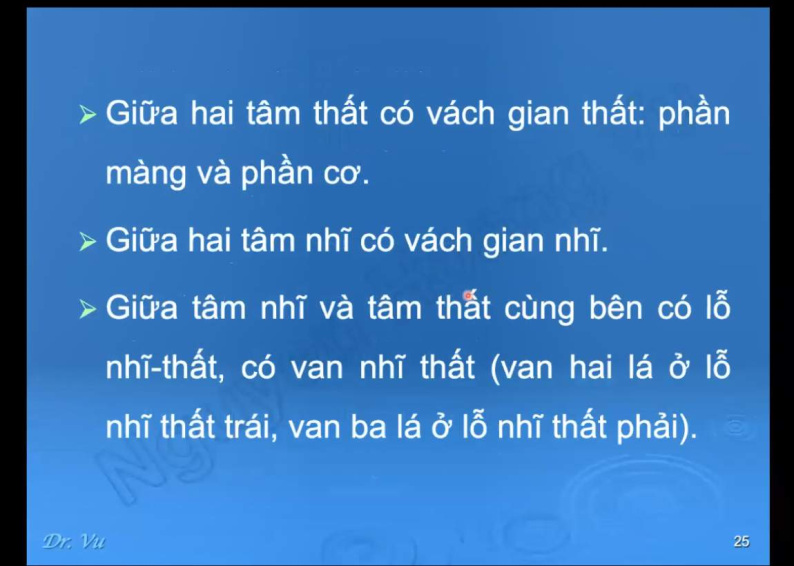 ➢ Giữa hai tâm thất có vách gian thất: phần
màng và phần cơ.
➢ Giữa hai tâm nhĩ có vách gian nhĩ.
➢ Giữa tâm nhĩ và tâm thất cùng bên có lỗ
nhĩ-thất, có van nhĩ thất (van hai lá ở lỗ
nhĩ thất trái, van ba lá ở lỗ nhĩ thất phải).
Dr. Vu
25